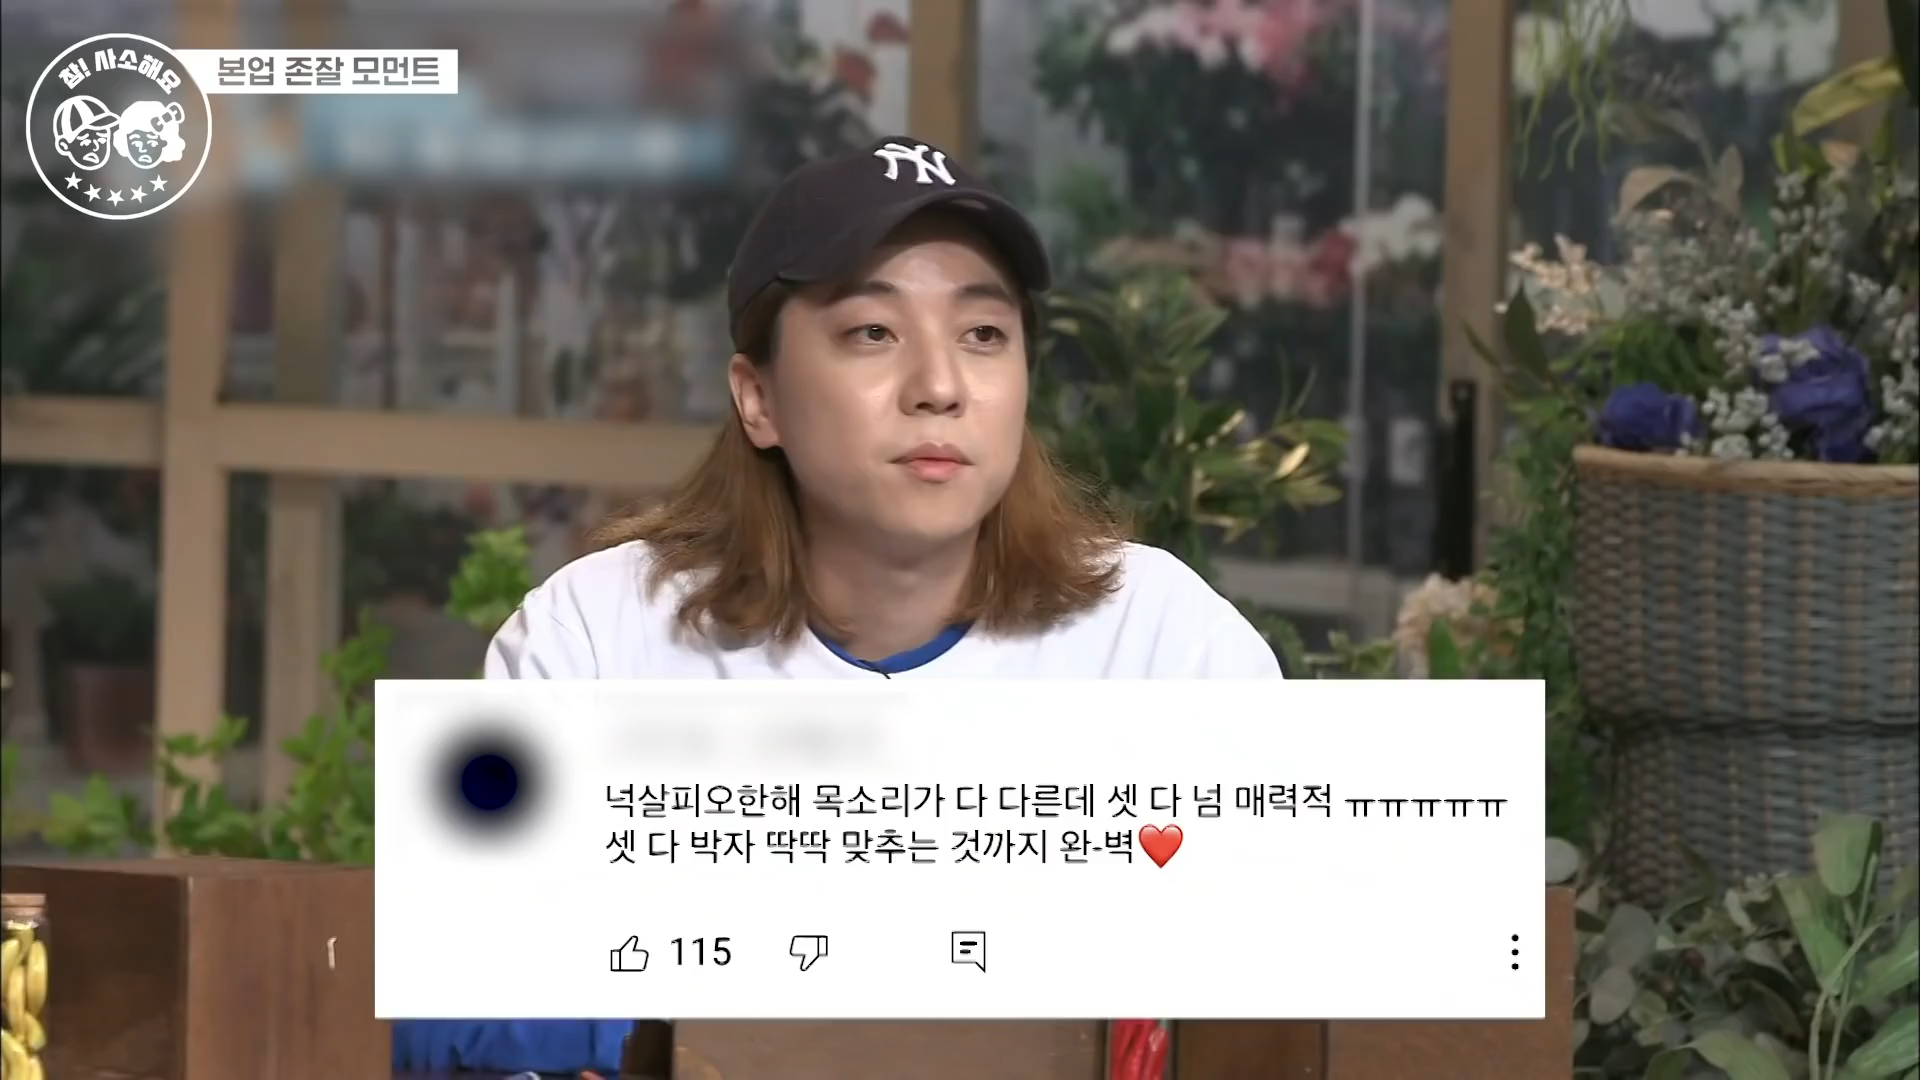 참! 사소해요
본업 존잘 모먼트
NY
넉살피오한해 목소리가 다 다른데 셋 다 넘 매력적 ㅠㅠㅠㅠㅠ
셋 다 박자 딱딱 맞추는 것까지 완-벽❤️
115